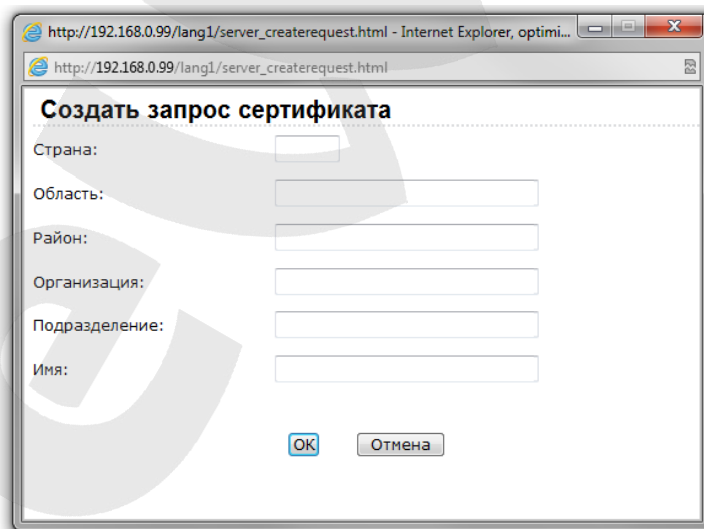 http://192.168.0.99/lang1/server_createrequest.html - Internet Explorer, optimi...
http://192.168.0.99/lang1/server_createrequest.html
Создать запрос сертификата
Страна:
Область:
Район:
Организация:
Подразделение:
Имя:
OK Отмена